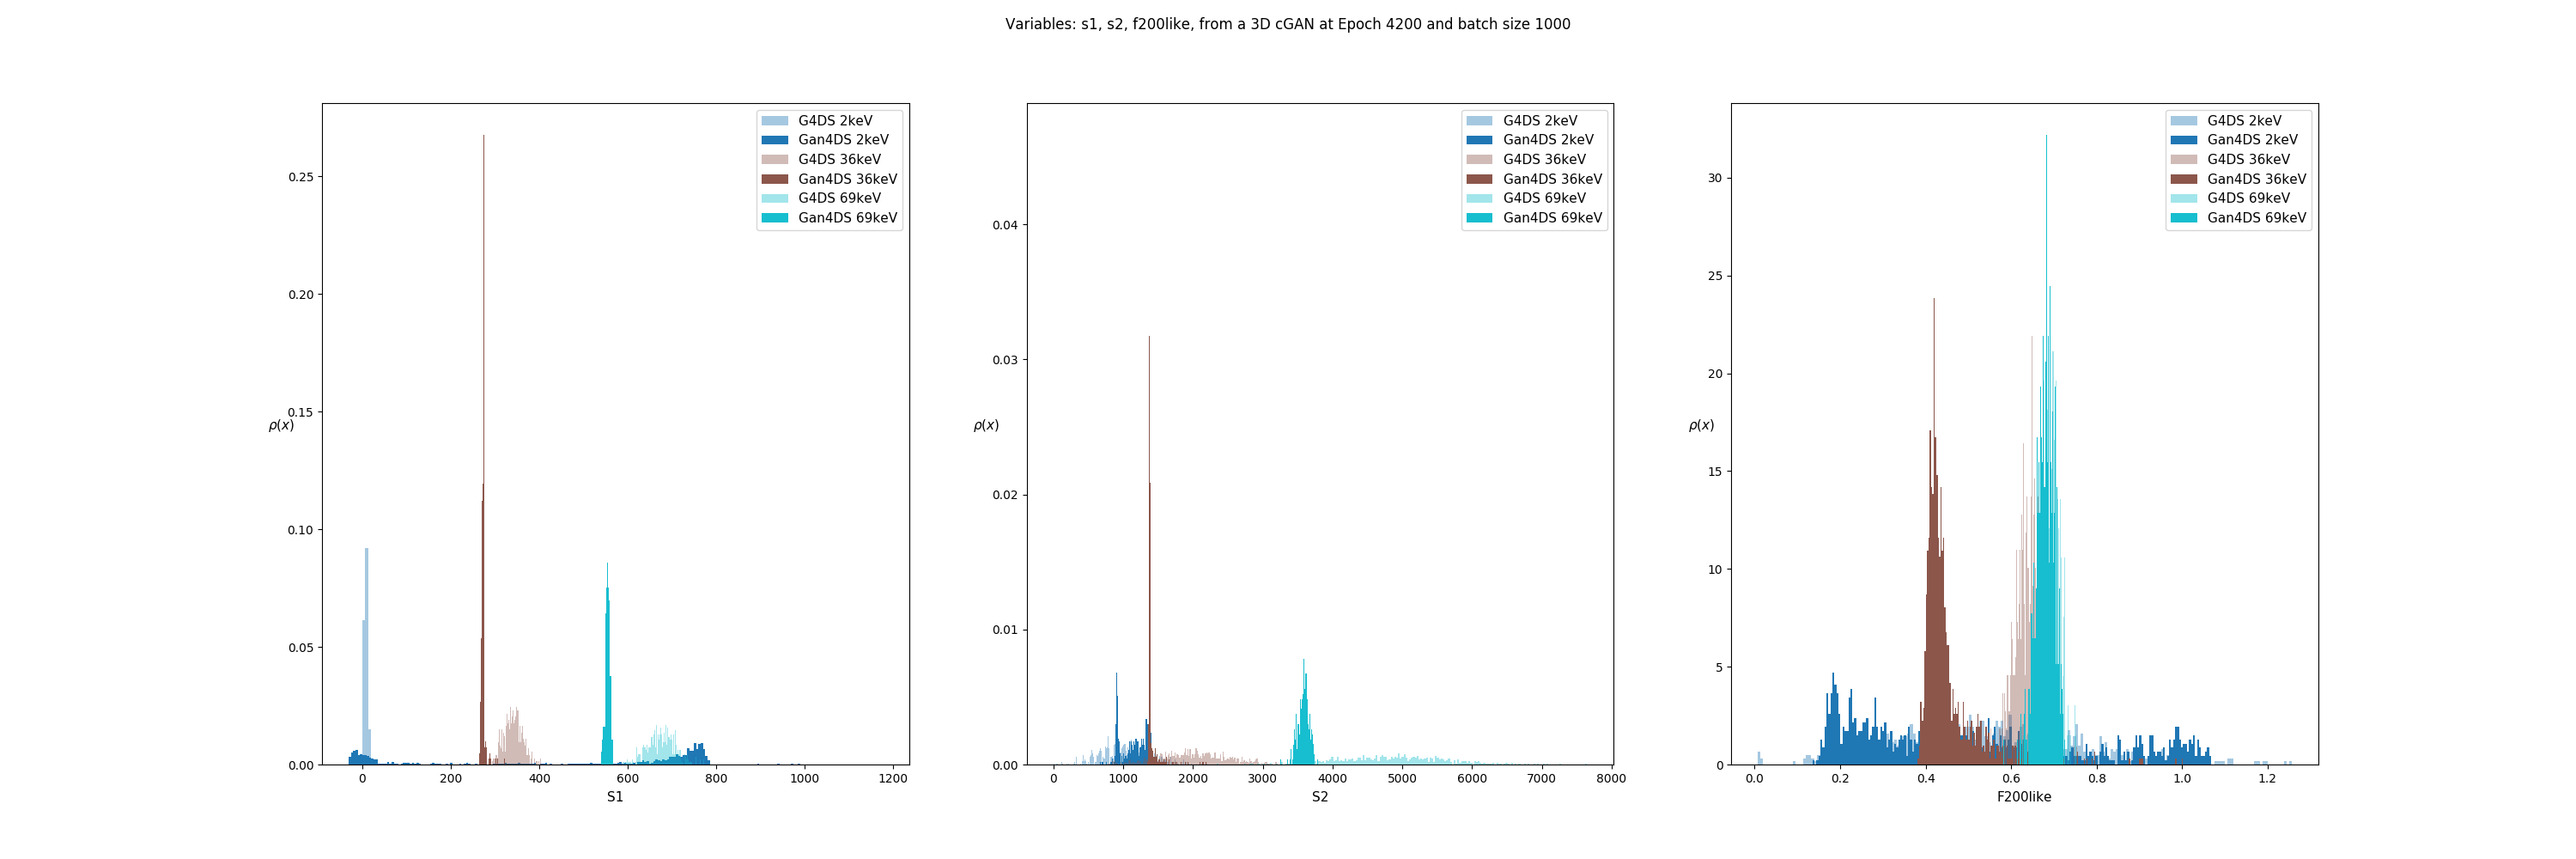 Variables: s1, s2, f200like, from a 3D cGAN at Epoch 4200 and batch size 1000
G4DS 2keV
Gan4DS 2keV
G4DS 36keV
Gan4DS 36keV
G4DS 69keV
Gan4DS 69keV
0.25
0.20
0.15
0.10
0.05
0.00
ρ(x)
0
200
400
600
800
1000
1200
S1
G4DS 2keV
Gan4DS 2keV
G4DS 36keV
Gan4DS 36keV
G4DS 69keV
Gan4DS 69keV
0.04
0.03
0.02
0.01
0.00
ρ(x)
0
1000
2000
3000
4000
5000
6000
7000
8000
S2
G4DS 2keV
Gan4DS 2keV
G4DS 36keV
Gan4DS 36keV
G4DS 69keV
Gan4DS 69keV
30
25
20
15
10
5
0
ρ(x)
0.0
0.2
0.4
0.6
0.8
1.0
1.2
F200like